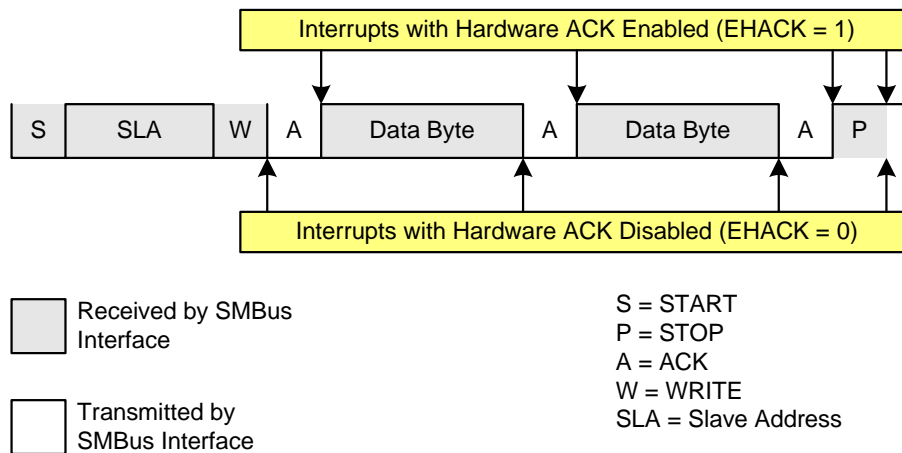 Interrupts with Hardware ACK Enabled (EHACK = 1)
S SLA W A Data Byte A Data Byte A P
Interrupts with Hardware ACK Disabled (EHACK = 0)
Received by SMBus
Interface
Transmitted by
SMBus Interface
S = START
P = STOP
A = ACK
W = WRITE
SLA = Slave Address